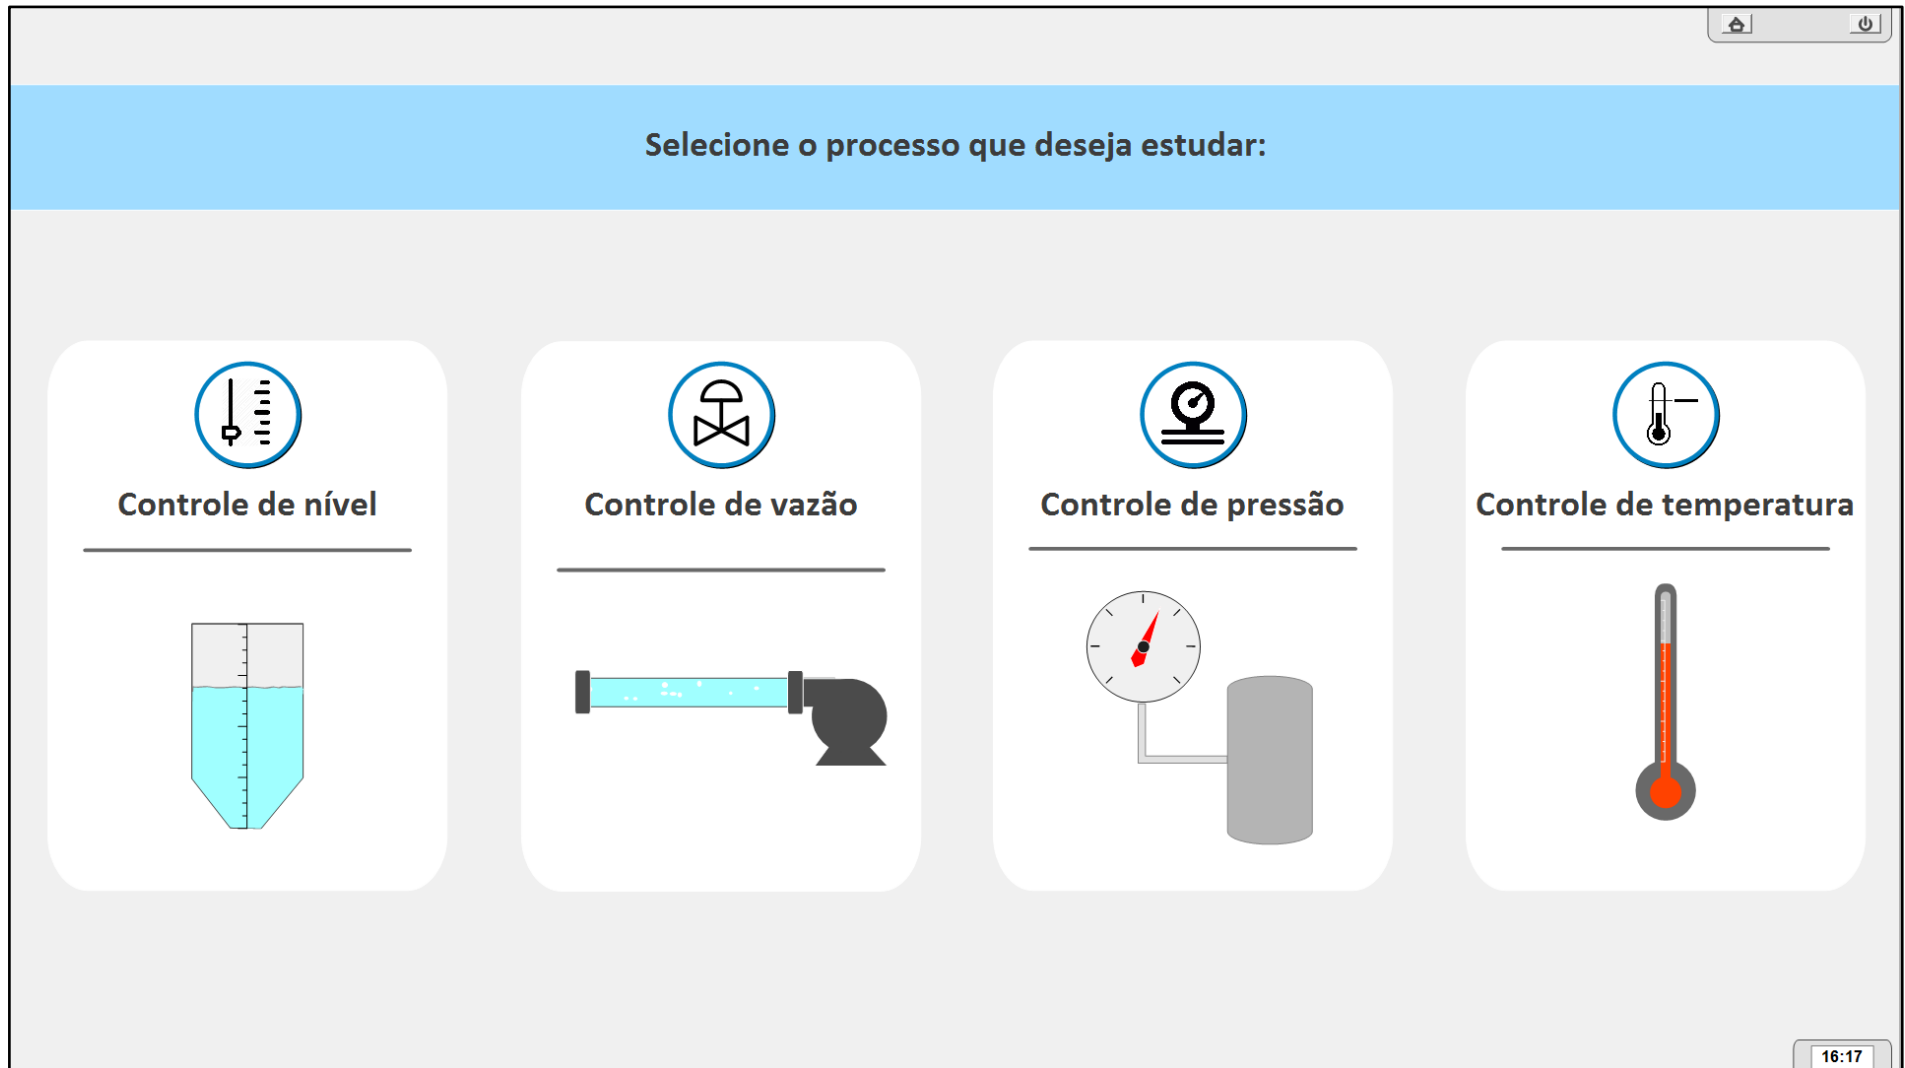 Selecione o processo que deseja estudar:
Controle de nível
Controle de vazão
Controle de pressão
Controle de temperatura
16:17